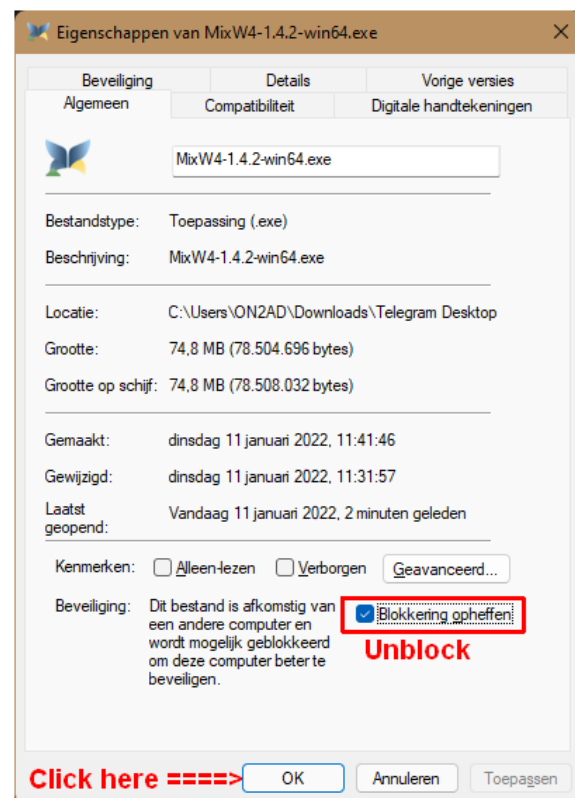 Eigenschappen van MixW4-1.4.2-win64.exe
Beveiliging Details Vorige versies
Algemeen Compatibiliteit Digitale handtekeningen
MixW4-1.4.2-win64.exe
Bestandstype: Toepassing (.exe)
Beschrijving: MixW4-1.4.2-win64.exe
Locatie: C:\Users\ON2AD\Downloads\Telegram Desktop
Grootte: 74,8 MB (78.504.696 bytes)
Grootte op schijf: 74,8 MB (78.508.032 bytes)
Gemaakt: dinsdag 11 januari 2022, 11:41:46
Gewijzigd: dinsdag 11 januari 2022, 11:31:57
Laatst
geopend: Vandaag 11 januari 2022, 2 minuten geleden
Kenmerken: Alleen-lezen Verborgen Geavanceerd...
Beveiliging: Dit bestand is afkomstig van
een andere computer en
wordt mogelijk geblokkeerd
om deze computer beter te
beveiligen.
Blokkering opheffen
Unblock
Click here ====> OK Annuleren Toepassen